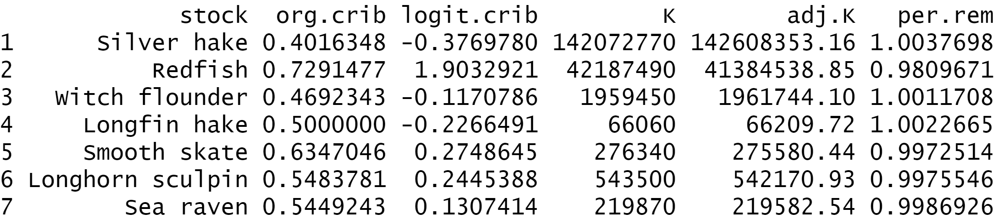 stock org.crib logit.crib K adj.K per.rem
1 Silver hake 0.4016348 -0.3769780 142072770 142608353.16 1.0037698
2 Redfish 0.7291477 1.9032921 42187490 41384538.85 0.9809671
3 Witch flounder 0.4692343 -0.1170786 1959450 1961744.10 1.0011708
4 Longfin hake 0.5000000 -0.2266491 66060 66209.72 1.0022665
5 Smooth skate 0.6347046 0.2748645 276340 275580.44 0.9972514
6 Longhorn sculpin 0.5483781 0.2445388 543500 542170.93 0.9975546
7 Sea raven 0.5449243 0.1307414 219870 219582.54 0.9986926